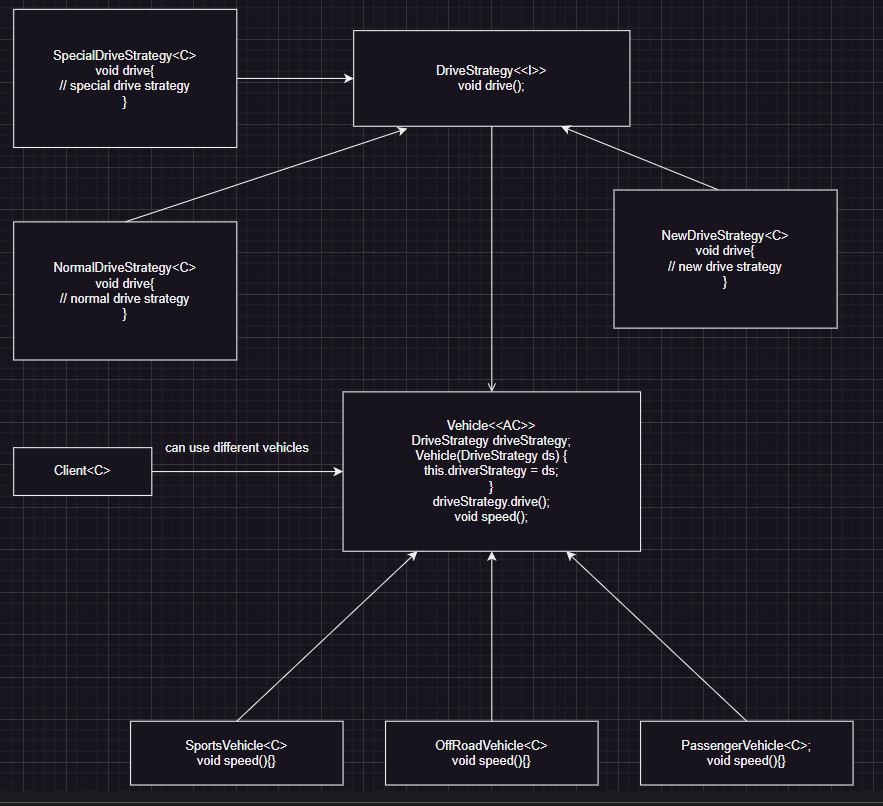 SpecialDriveStrategy<C>
void drive{
// special drive strategy
}
DriveStrategy<<I>>
void drive();
NormalDriveStrategy<C>
void drive{
// normal drive strategy
}
NewDriveStrategy<C>
void drive{
// new drive strategy
}
Client<C>
can use different vehicles
Vehicle<<AC>>
DriveStrategy driveStrategy;
Vehicle(DriveStrategy ds) {
this.driverStrategy = ds;
}
driveStrategy.drive();
void speed();
SportsVehicle<C>
void speed(){}
OffRoadVehicle<C>
void speed(){}
PassengerVehicle<C>;
void speed(){}